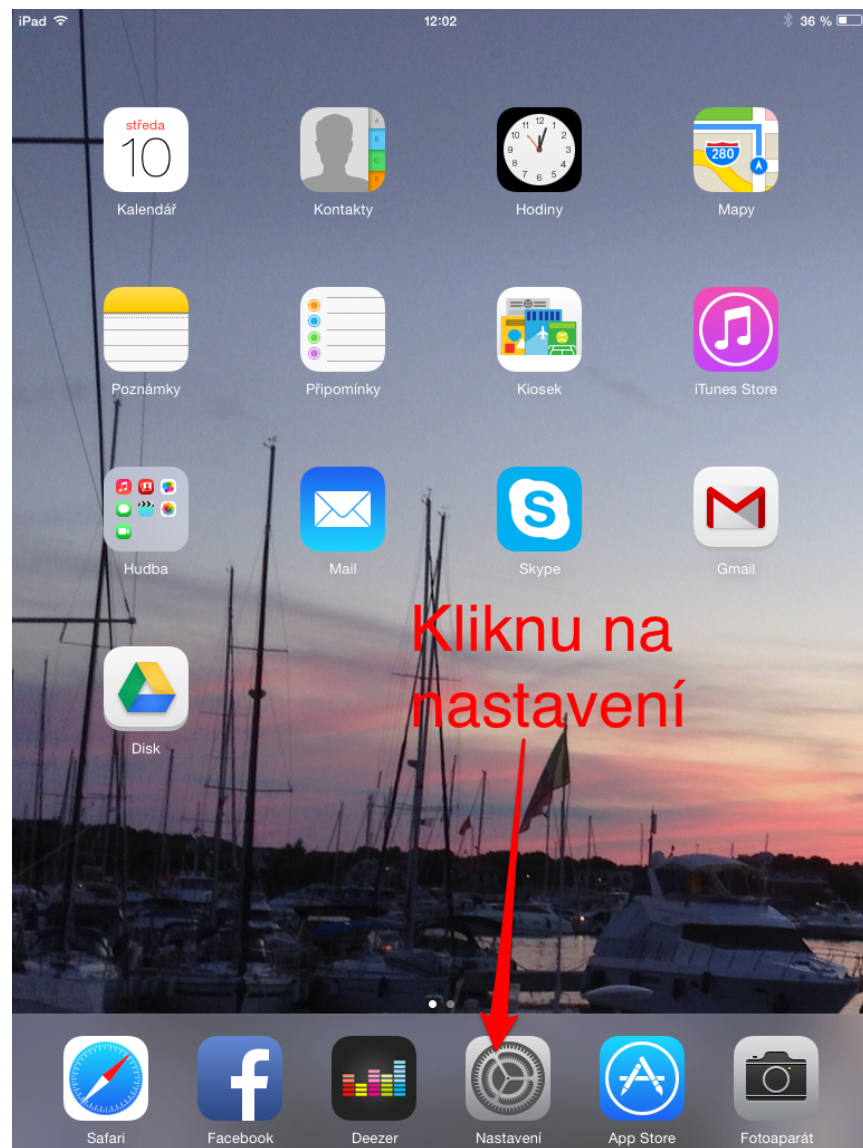 iPad 12:02 36 %
středa
10
Kalendář Kontakty Hodiny Mapy
280
Poznámky Připomínky Kiosek iTunes Store
Hudba Mail Skype Gmail
Kliknu na
nastavení
Disk
Safari Facebook Deezer Nastavení App Store Fotoaparát